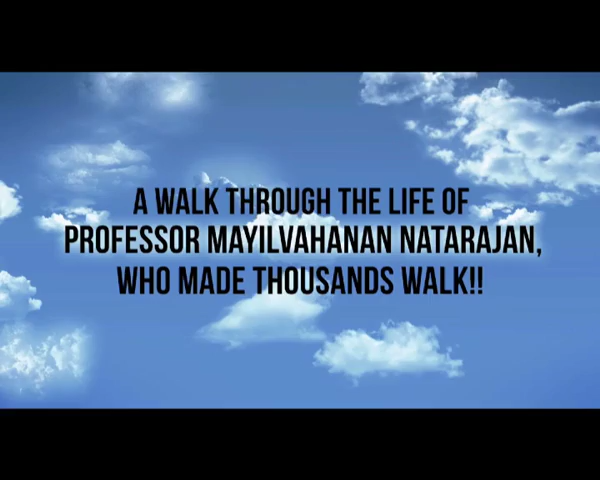 A WALK THROUGH THE LIFE OF
PROFESSOR MAYILVAHANAN NATARAJAN,
WHO MADE THOUSANDS WALK!!